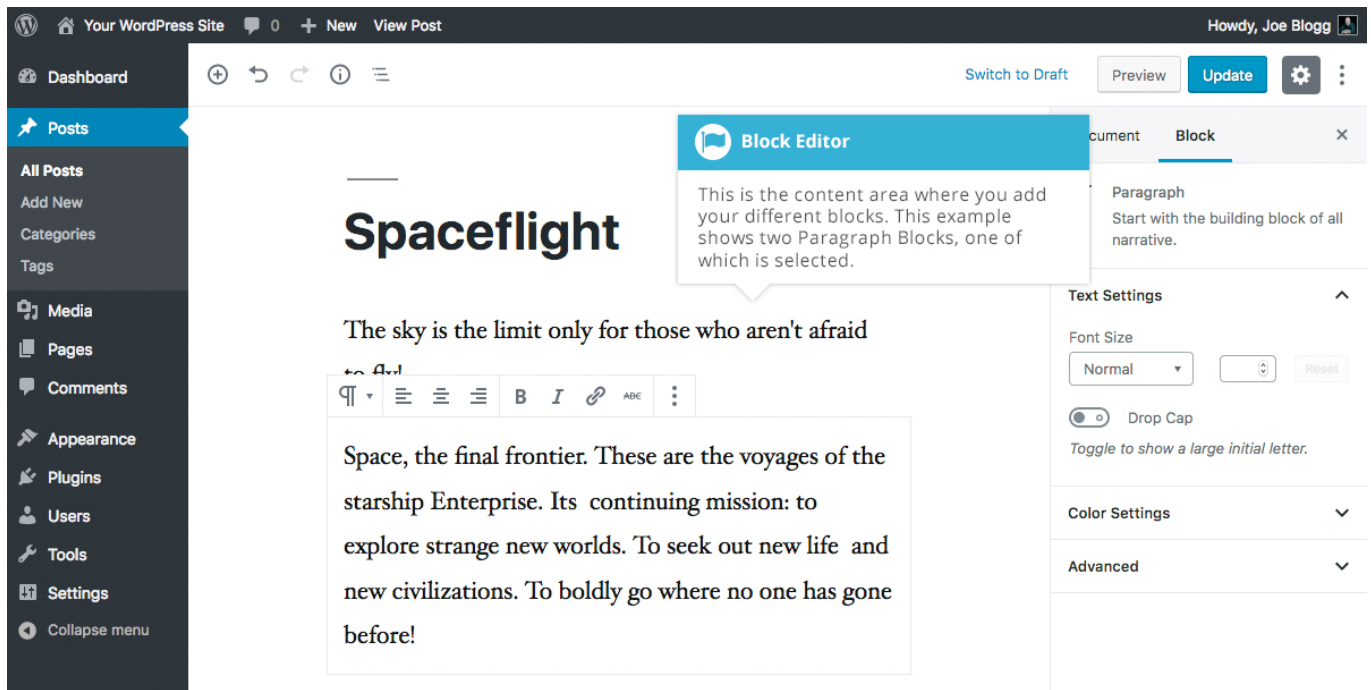 Your WordPress Site 0 New View Post Howdy, Joe Blogg
Dashboard
Posts
All Posts
Add New
Categories
Tags
Media
Pages
Comments
Appearance
Plugins
Users
Tools
Settings
Collapse menu
Switch to Draft Preview Update
Block Editor
This is the content area where you add
your different blocks. This example
shows two Paragraph Blocks, one of
which is selected.
Spaceflight
The sky is the limit only for those who aren't afraid
to fly!
B I ABE
Space, the final frontier. These are the voyages of the
starship Enterprise. Its  continuing mission: to
explore strange new worlds. To seek out new life  and
new civilizations. To boldly go where no one has gone
before!
cument Block
Paragraph
Start with the building block of all
narrative.
Text Settings
Font Size
Normal Reset
Drop Cap
Toggle to show a large initial letter.
Color Settings
Advanced